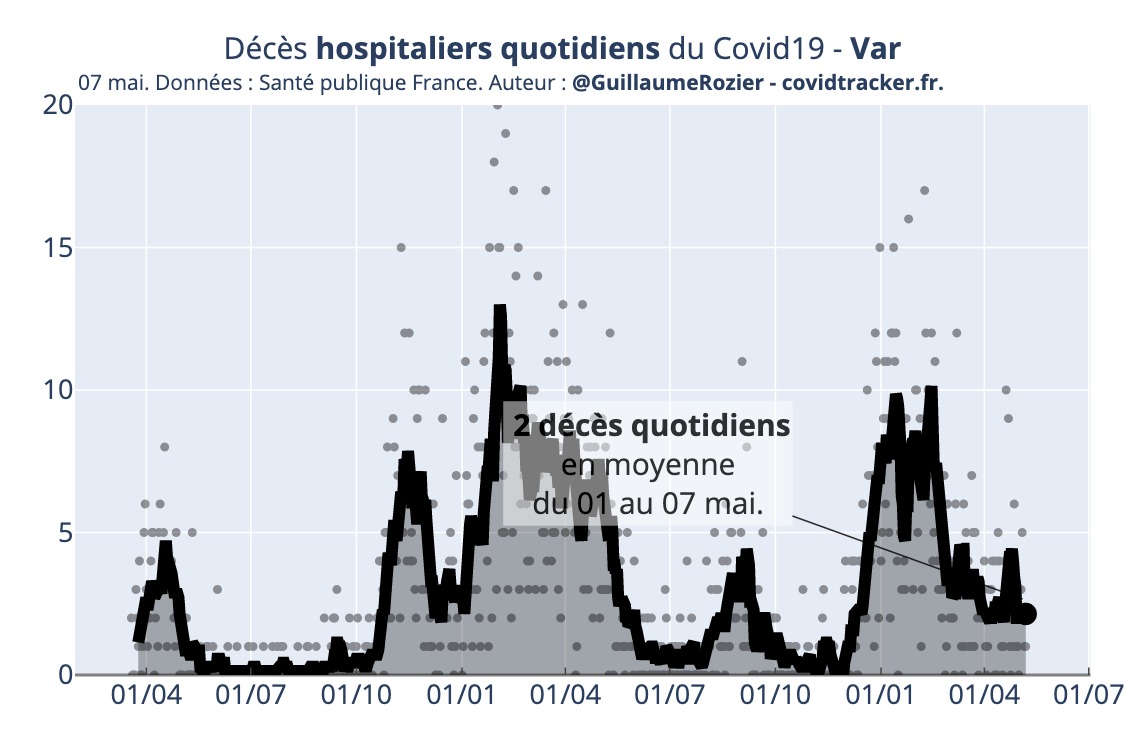 Décès hospitaliers quotidiens du Covid19 - Var
07 mai. Données : Santé publique France. Auteur : @GuillaumeRozier - covidtracker.fr.
20
15
10
5
0
2 décès quotidiens
en moyenne
du 01 au 07 mai.
01/04 01/07 01/10 01/01 01/04 01/07 01/10 01/01 01/04 01/07